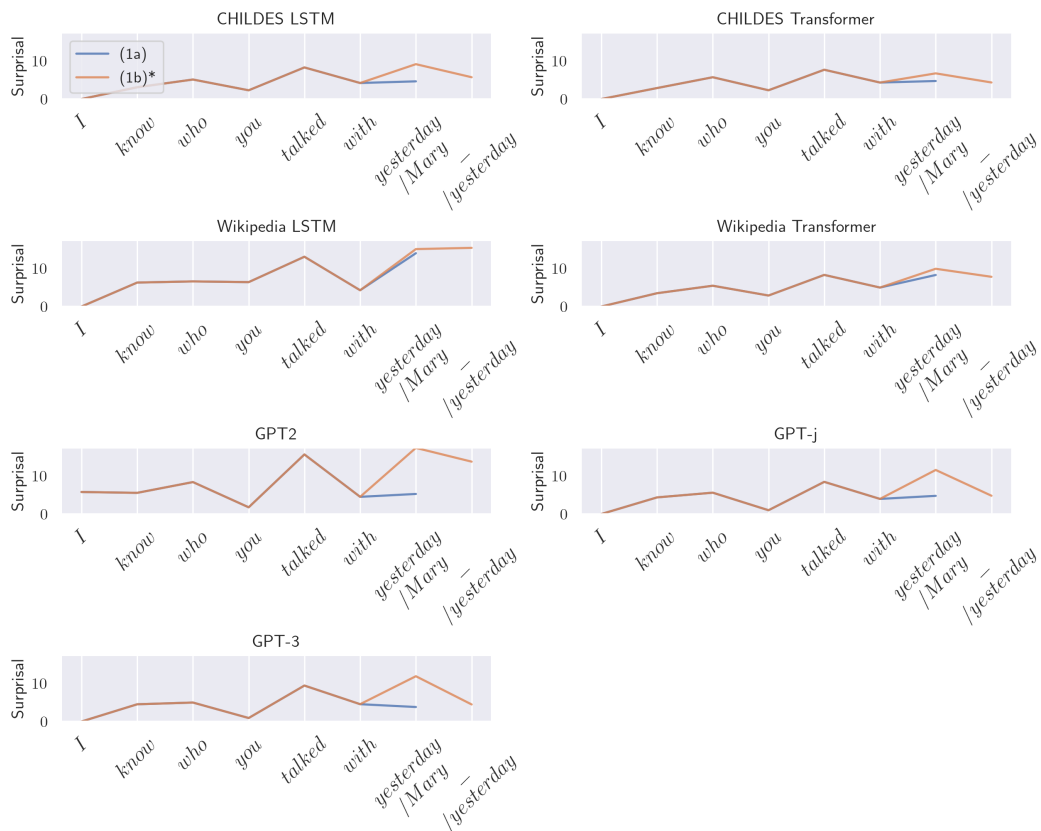 CHILDES LSTM
Surprisal
10
0
(1a)
(1b)*
I
know
who
you
talked
with
yesterday
/Mary
_
/yesterday
CHILDES Transformer
Surprisal
10
0
I
know
who
you
talked
with
yesterday
/Mary
_
/yesterday
Wikipedia LSTM
Surprisal
10
0
I
know
who
you
talked
with
yesterday
/Mary
_
/yesterday
Wikipedia Transformer
Surprisal
10
0
I
know
who
you
talked
with
yesterday
/Mary
_
/yesterday
GPT2
Surprisal
10
0
I
know
who
you
talked
with
yesterday
/Mary
_
/yesterday
GPT-j
Surprisal
10
0
I
know
who
you
talked
with
yesterday
/Mary
_
/yesterday
GPT-3
Surprisal
10
0
I
know
who
you
talked
with
yesterday
/Mary
_
/yesterday